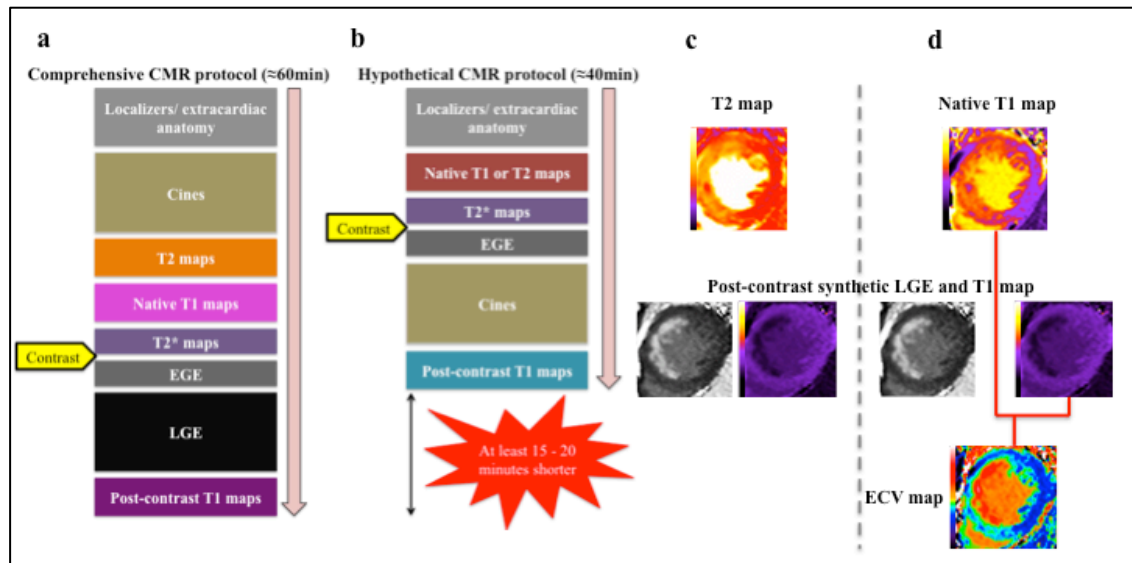 a
Comprehensive CMR protocol (≈60min)
Localizers/ extracardiac
anatomy
Cines
T2 maps
Native T1 maps
T2* maps
Contrast
EGE
LGE
Post-contrast T1 maps
b
Hypothetical CMR protocol (≈40min)
Localizers/ extracardiac
anatomy
Native T1 or T2 maps
T2* maps
Contrast
EGE
Cines
Post-contrast T1 maps
At least 15 - 20
minutes shorter
c
T2 map
d
Native T1 map
Post-contrast synthetic LGE and T1 map
ECV map